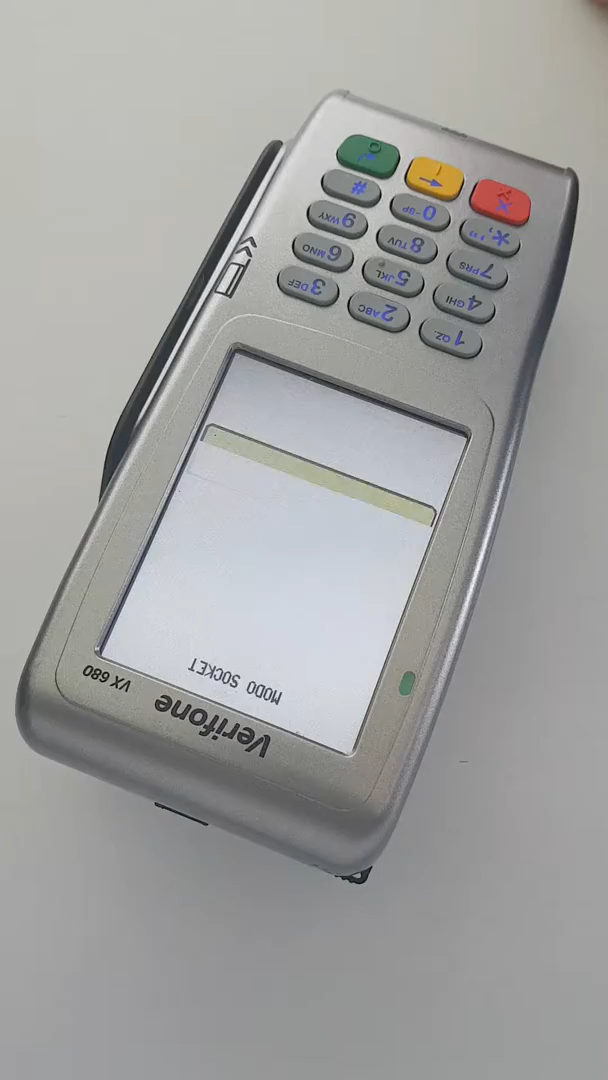 Verifone
VX 680
MODO SOCKET
1 QZ.
2 ABC
3 DEF
4 GHI
5 JKL
6 MNO
7 PRS
8 TUV
9 WXY
*,'"
0 -SP
#
X
O